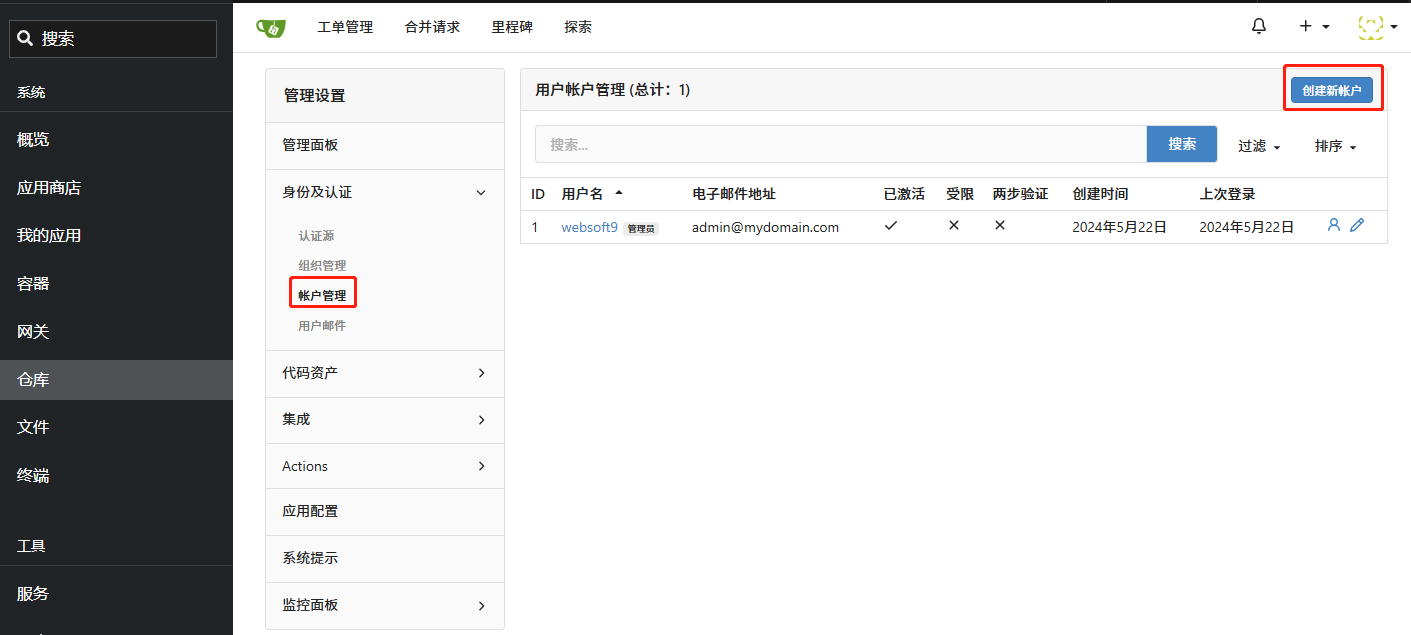 搜索
系统
概览
应用商店
我的应用
容器
网关
仓库
文件
终端
工具
服务
工单管理 合并请求 里程碑 探索
管理设置
管理面板
身份及认证
认证源
组织管理
帐户管理
用户邮件
代码资产
集成
Actions
应用配置
系统提示
监控面板
用户帐户管理 (总计：1)
创建新帐户
搜索... 搜索 过滤 排序
ID 用户名 电子邮件地址 已激活 受限 两步验证 创建时间 上次登录
1 websoft9 管理员 admin@mydomain.com 2024年5月22日 2024年5月22日